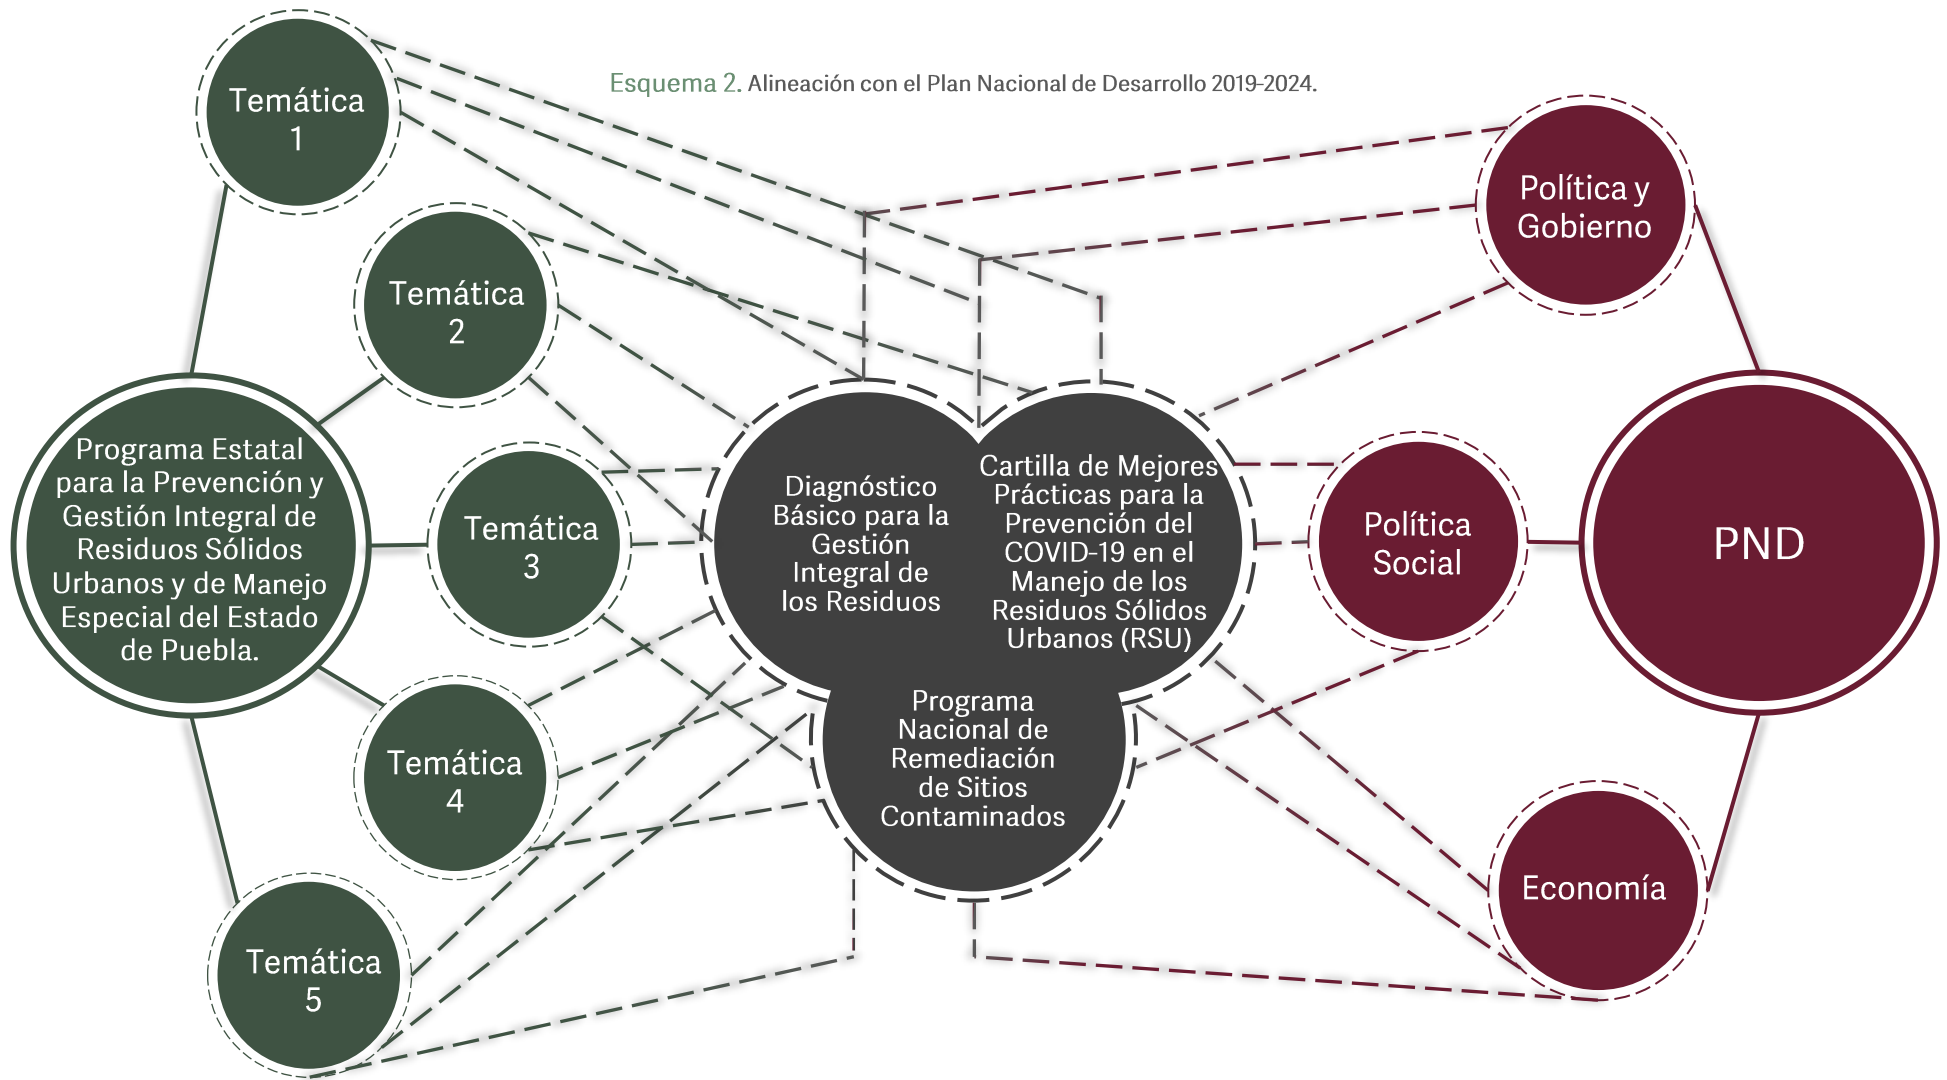 Esquema 2. Alineación con el Plan Nacional de Desarrollo 2019-2024.
Temática
1
Temática
2
Temática
3
Temática
4
Temática
5
Programa Estatal
para la Prevención y
Gestión Integral de
Residuos Sólidos
Urbanos y de Manejo
Especial del Estado
de Puebla.
Diagnóstico
Básico para la
Gestión
Integral de
los Residuos
Cartilla de Mejores
Prácticas para la
Prevención del
COVID-19 en el
Manejo de los
Residuos Sólidos
Urbanos (RSU)
Programa
Nacional de
Remediación
de Sitios
Contaminados
Política y
Gobierno
Política
Social
Economía
PND